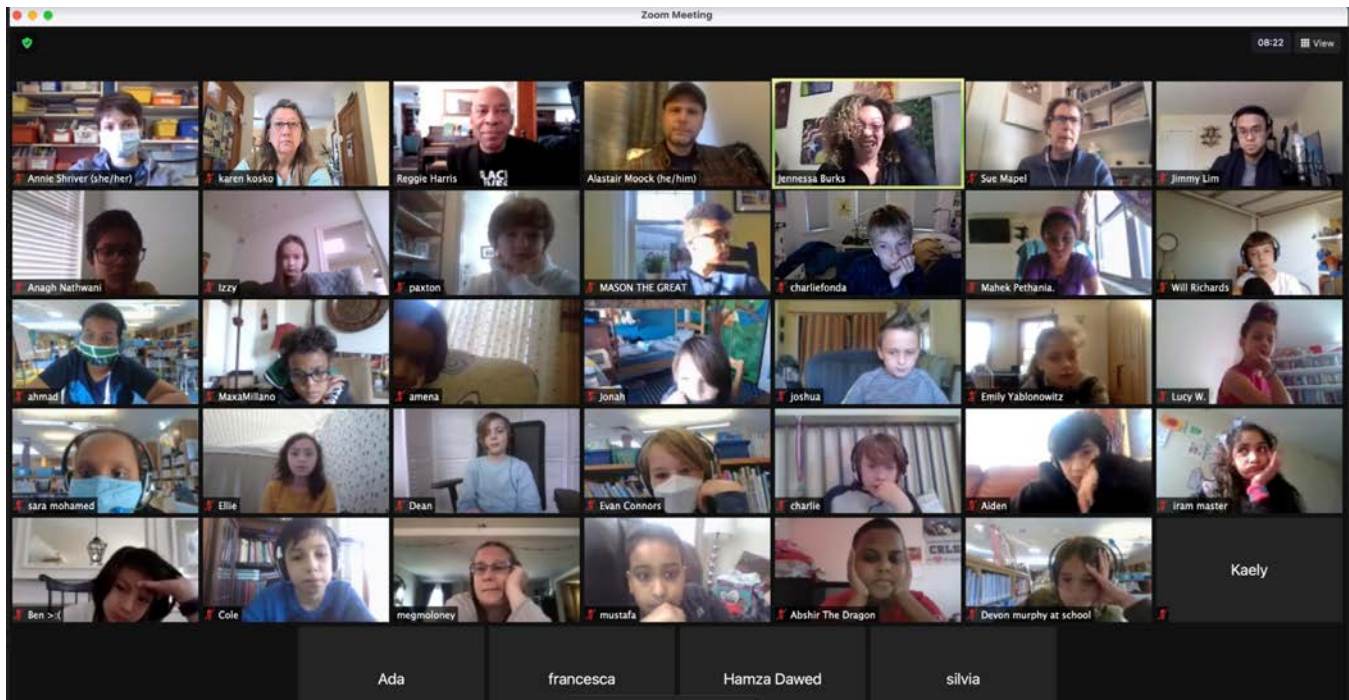 Zoom Meeting
08:22 View
Annie Shriver (she/her)
karen kosko
Reggie Harris
Alastair Moock (he/him)
Jennessa Burks
Sue Mapel
Jimmy Lim
Anagh Nathwani
Izzy
paxton
MASON THE GREAT
charliefonda
Mahek Pethania.
Will Richards
ahmad
MaxaMillano
amena
Jonah
joshua
Emily Yablonowitz
Lucy W.
sara mohamed
Ellie
Dean
Evan Connors
charlie
Aiden
iram master
Ben >:(
Cole
megmoloney
mustafa
CRLS
Abshir The Dragon
Devon murphy at school
Kaely
Ada
francesca
Hamza Dawed
silvia